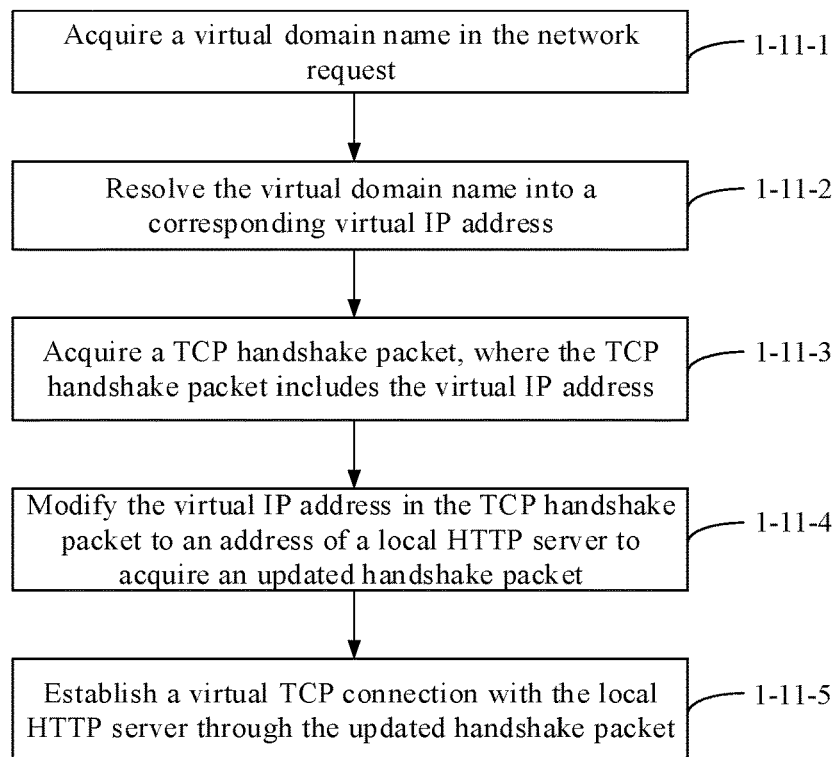 Acquire a virtual domain name in the network
request
1-11-1
Resolve the virtual domain name into a
corresponding virtual IP address
1-11-2
Acquire a TCP handshake packet, where the TCP
handshake packet includes the virtual IP address
1-11-3
Modify the virtual IP address in the TCP handshake
packet to an address of a local HTTP server to
acquire an updated handshake packet
1-11-4
Establish a virtual TCP connection with the local
HTTP server through the updated handshake packet
1-11-5